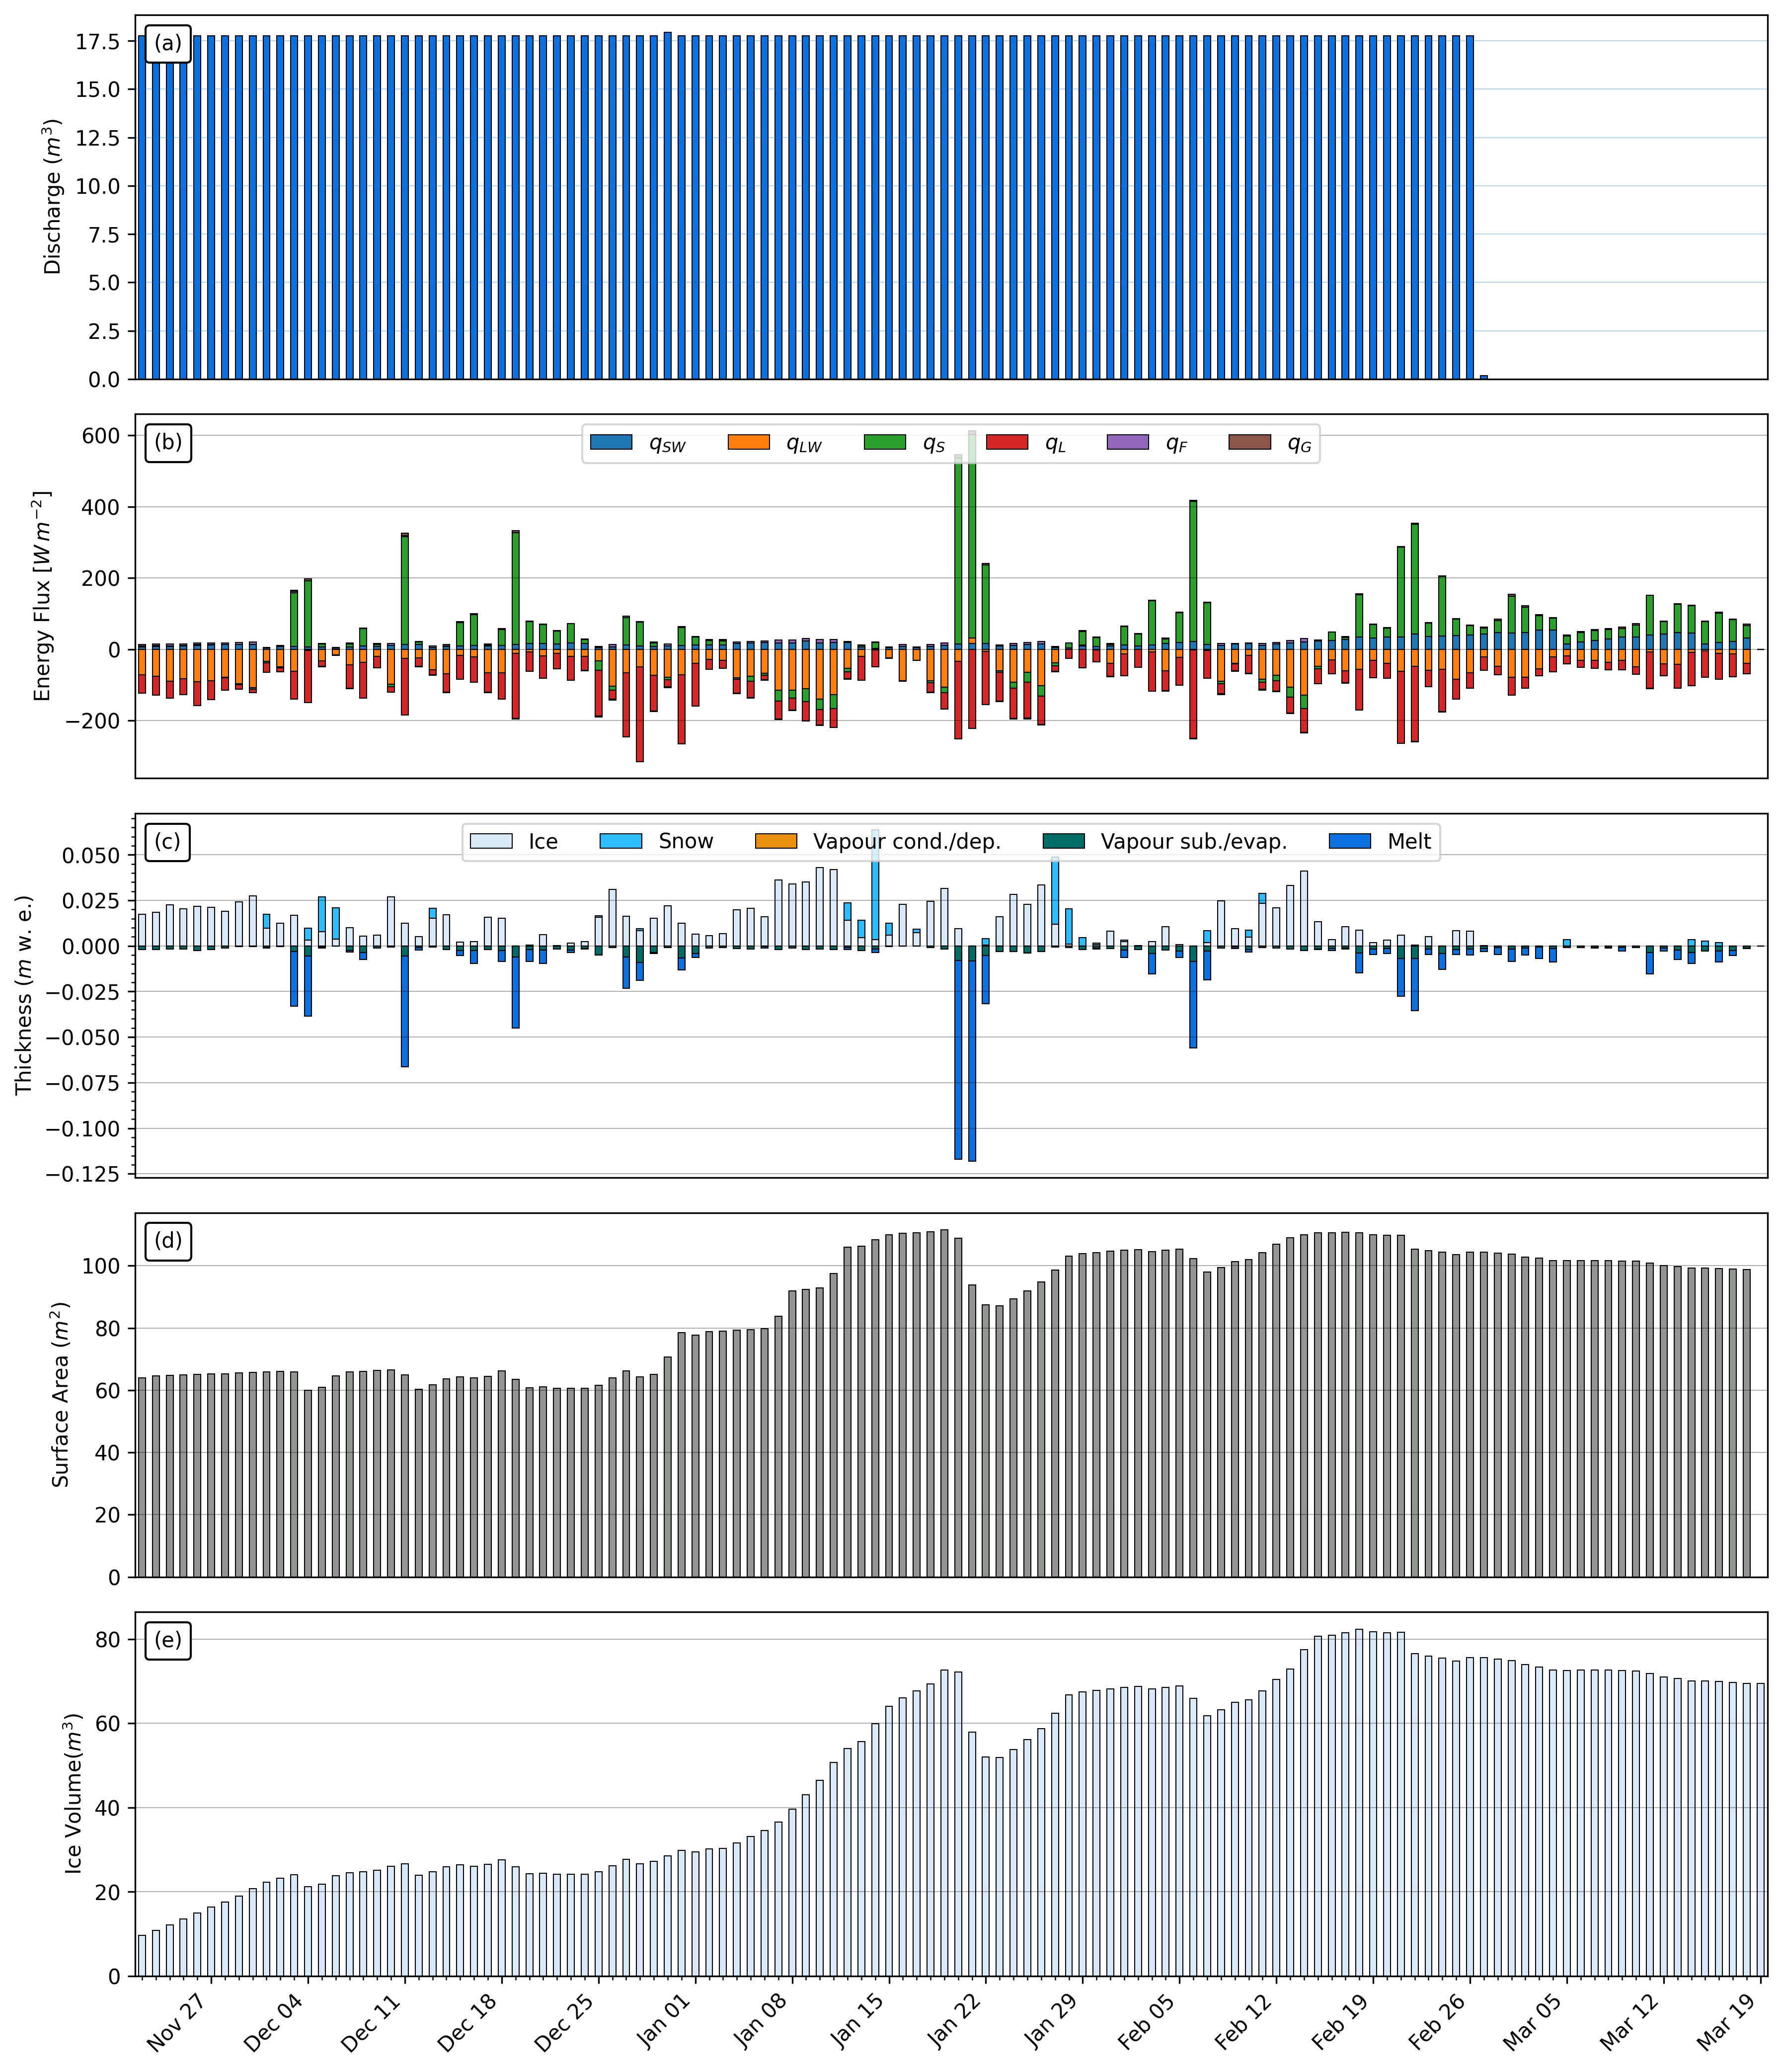 (a)
17.5
15.0
12.5
10.0
7.5
5.0
2.5
0.0
Discharge (m³)
(b)
q_SW q_LW q_S q_L q_F q_G
600
400
200
0
−200
Energy Flux [W m⁻²]
(c)
Ice Snow Vapour cond./dep. Vapour sub./evap. Melt
0.050
0.025
0.000
−0.025
−0.050
−0.075
−0.100
−0.125
Thickness (m w. e.)
(d)
100
80
60
40
20
0
Surface Area (m²)
(e)
80
60
40
20
0
Ice Volume(m³)
Nov 27 Dec 04 Dec 11 Dec 18 Dec 25 Jan 01 Jan 08 Jan 15 Jan 22 Jan 29 Feb 05 Feb 12 Feb 19 Feb 26 Mar 05 Mar 12 Mar 19